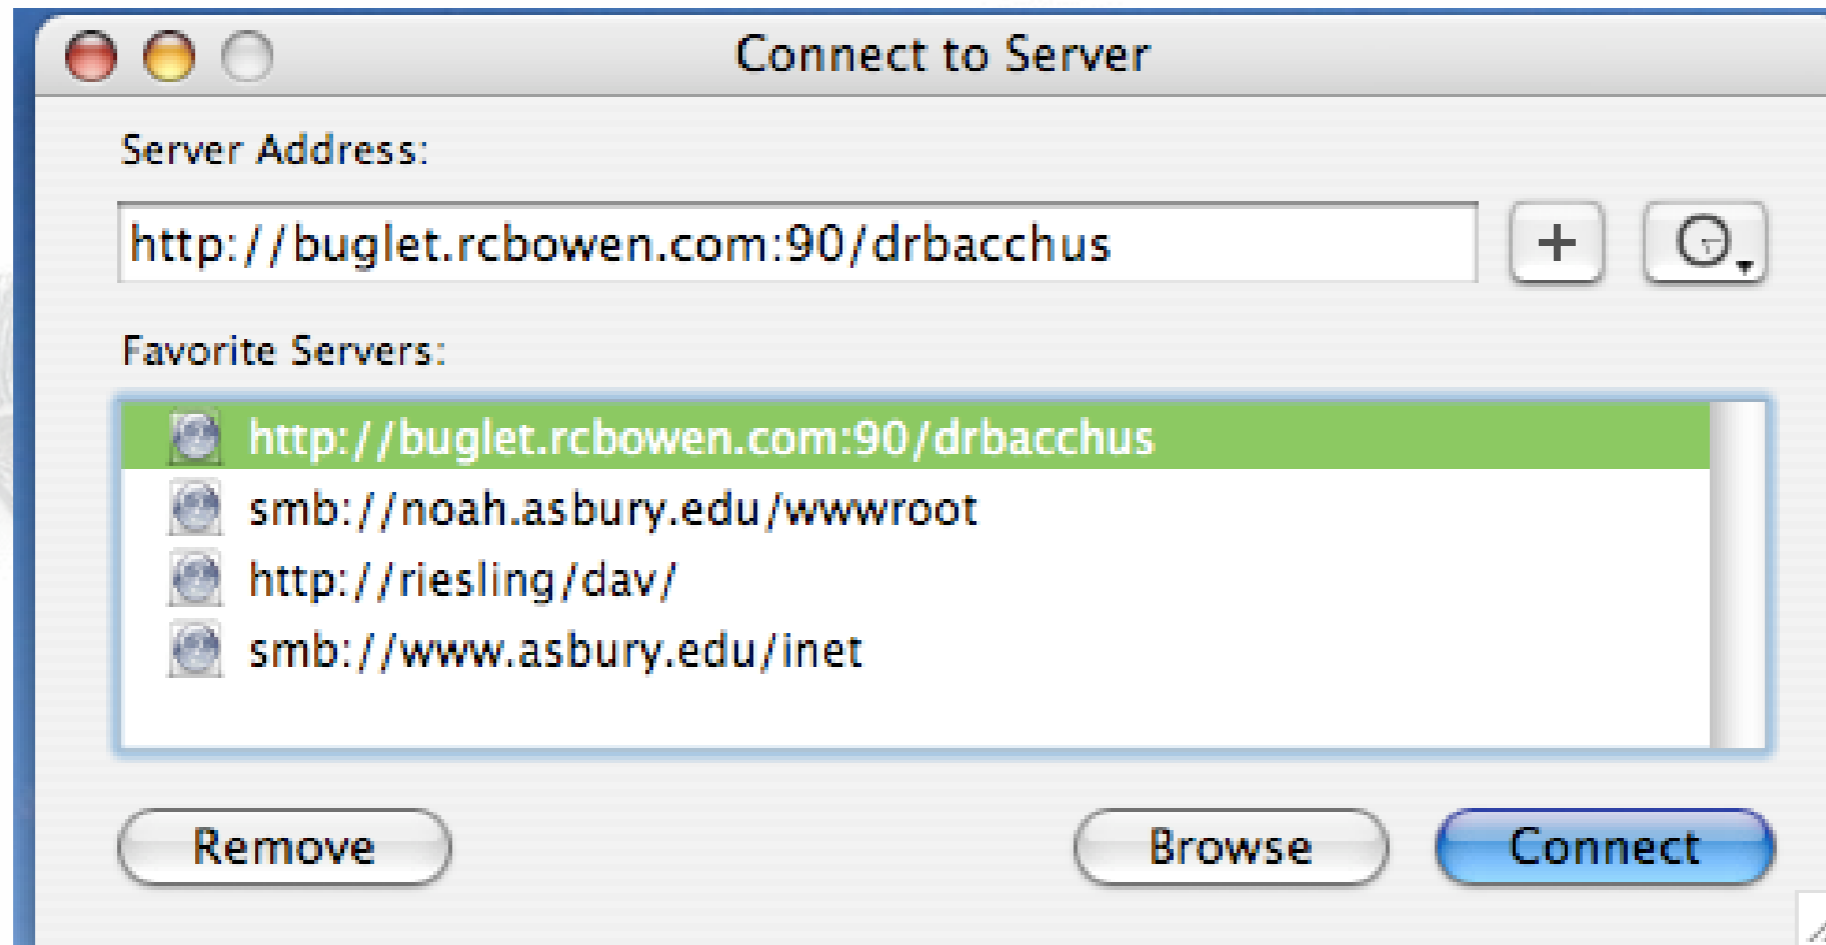 Connect to Server
Server Address:
http://buglet.rcbowen.com:90/drbacchus
+
Favorite Servers:
http://buglet.rcbowen.com:90/drbacchus
smb://noah.asbury.edu/wwwroot
http://riesling/dav/
smb://www.asbury.edu/inet
Remove Browse Connect